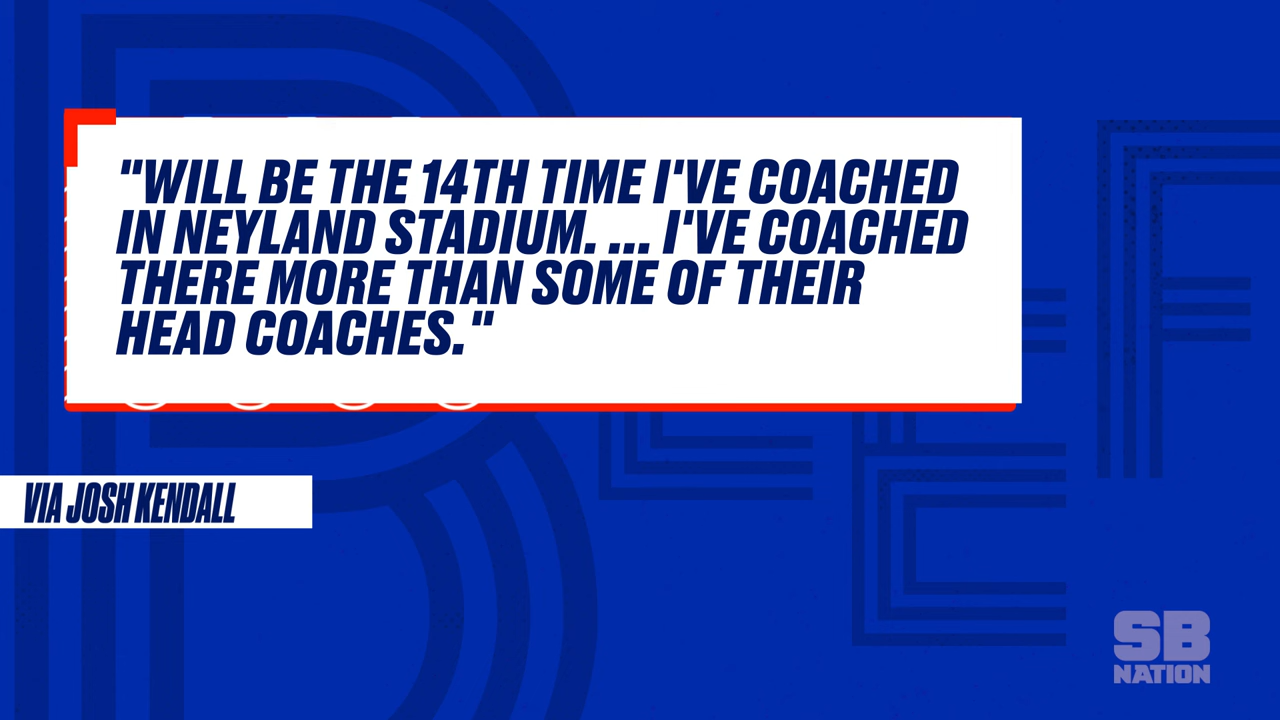 "WILL BE THE 14TH TIME I'VE COACHED
IN NEYLAND STADIUM. ... I'VE COACHED
THERE MORE THAN SOME OF THEIR
HEAD COACHES."
VIA JOSH KENDALL
SB
NATION